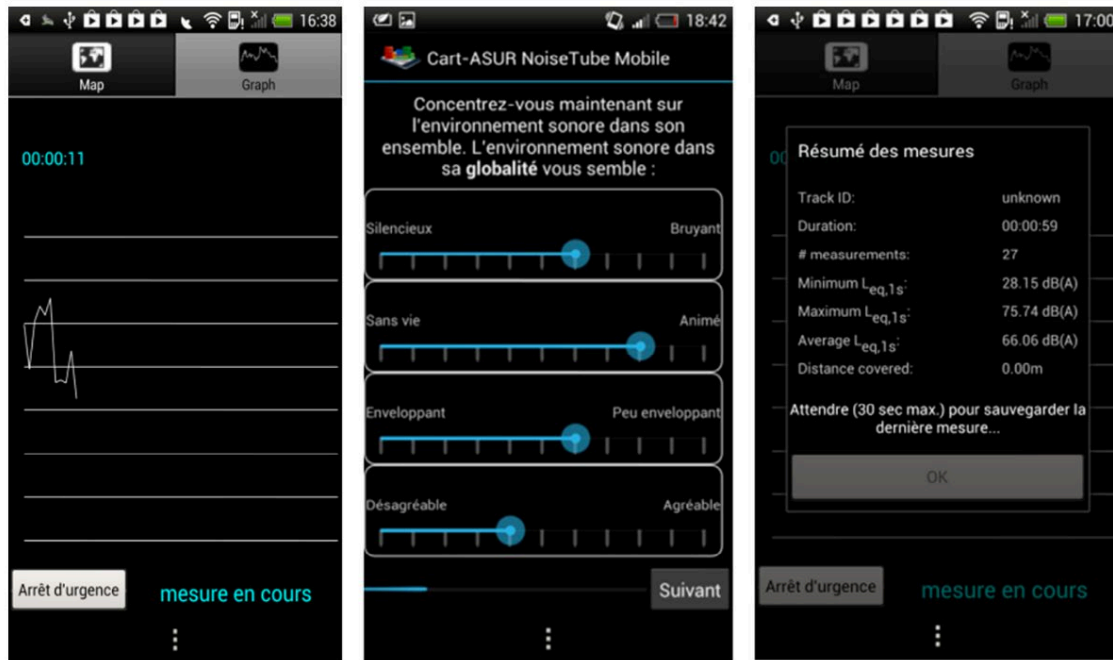 16:38
Map Graph
00:00:11
Arrêt d'urgence mesure en cours
18:42
Cart-ASUR NoiseTube Mobile
Concentrez-vous maintenant sur
l'environnement sonore dans son
ensemble. L'environnement sonore dans
sa globalité vous semble :
Silencieux Bruyant
Sans vie Animé
Enveloppant Peu enveloppant
Désagréable Agréable
Suivant
17:00
Map Graph
00
Résumé des mesures
Track ID: unknown
Duration: 00:00:59
# measurements: 27
Minimum Leq,1s: 28.15 dB(A)
Maximum Leq,1s: 75.74 dB(A)
Average Leq,1s: 66.06 dB(A)
Distance covered: 0.00m
Attendre (30 sec max.) pour sauvegarder la
dernière mesure...
OK
Arrêt d'urgence mesure en cours